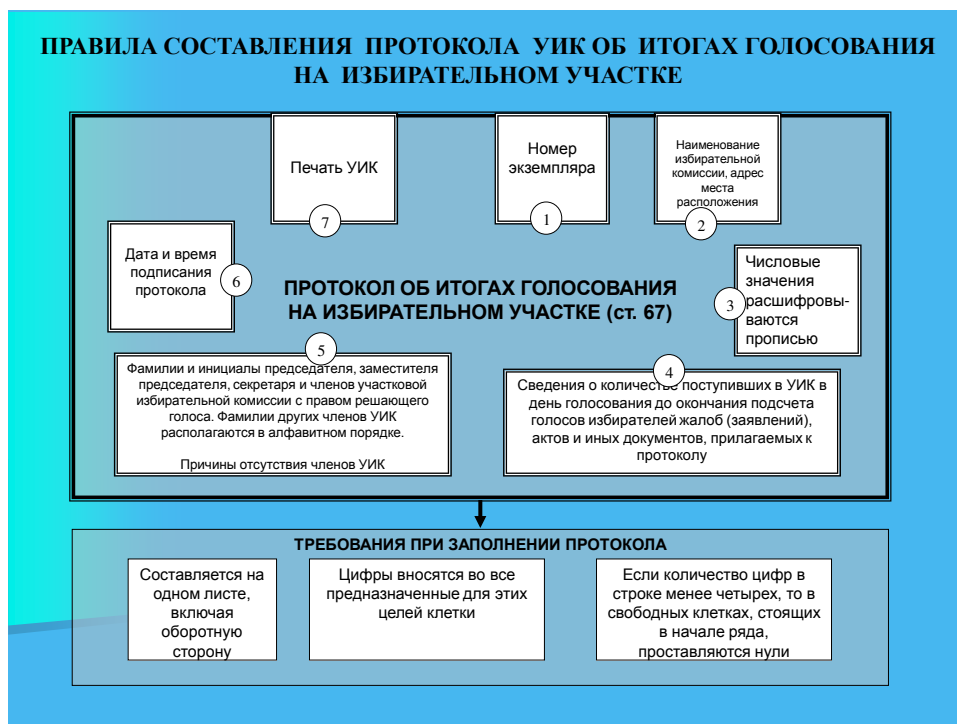 ПРАВИЛА СОСТАВЛЕНИЯ ПРОТОКОЛА УИК ОБ ИТОГАХ ГОЛОСОВАНИЯ
НА ИЗБИРАТЕЛЬНОМ УЧАСТКЕ
Печать УИК
7
Номер
экземпляра
1
Наименование
избирательной
комиссии, адрес
места
расположения
2
Дата и время
подписания
протокола
6
ПРОТОКОЛ ОБ ИТОГАХ ГОЛОСОВАНИЯ
НА ИЗБИРАТЕЛЬНОМ УЧАСТКЕ (ст. 67)
Числовые
значения
расшифровы-
ваются
прописью
3
5
Фамилии и инициалы председателя, заместителя
председателя, секретаря и членов участковой
избирательной комиссии с правом решающего
голоса. Фамилии других членов УИК
располагаются в алфавитном порядке.
Причины отсутствия членов УИК
4
Сведения о количестве поступивших в УИК в
день голосования до окончания подсчета
голосов избирателей жалоб (заявлений),
актов и иных документов, прилагаемых к
протоколу
ТРЕБОВАНИЯ ПРИ ЗАПОЛНЕНИИ ПРОТОКОЛА
Составляется на
одном листе,
включая
оборотную
сторону
Цифры вносятся во все
предназначенные для этих
целей клетки
Если количество цифр в
строке менее четырех, то в
свободных клетках, стоящих
в начале ряда,
проставляются нули